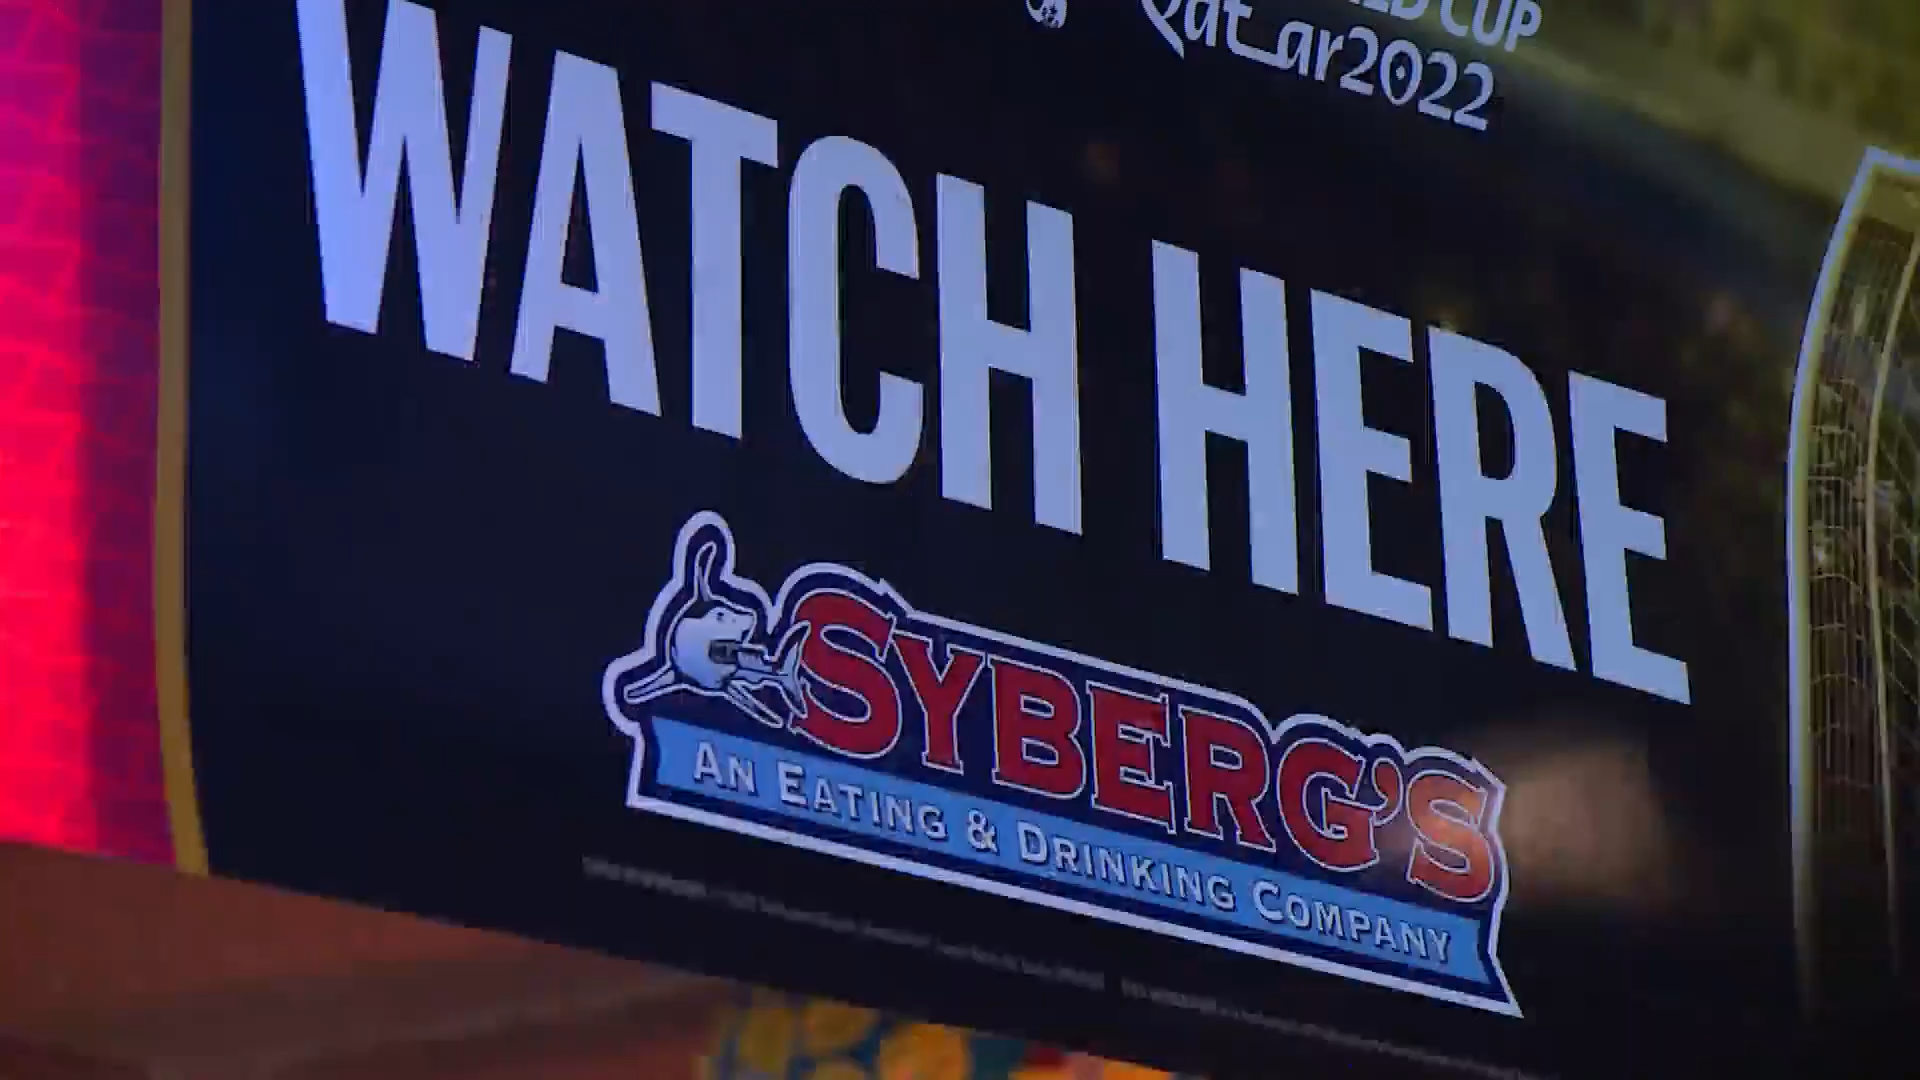 CUP
Qatar2022
WATCH HERE
SYBERG'S
AN EATING & DRINKING COMPANY